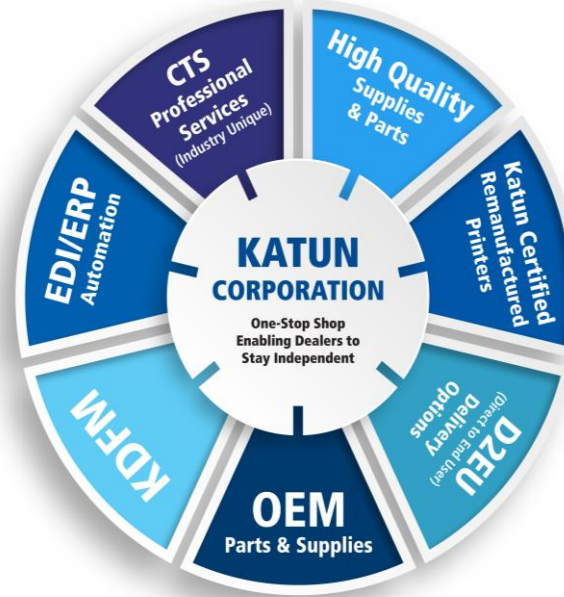 KATUN
CORPORATION
One-Stop Shop
Enabling Dealers to
Stay Independent
CTS
Professional
Services
(Industry Unique)
High Quality
Supplies
& Parts
Katun Certified
Remanufactured
Printers
D2EU
(Direct to End User)
Delivery
Options
OEM
Parts & Supplies
KDFM
EDI/ERP
Automation